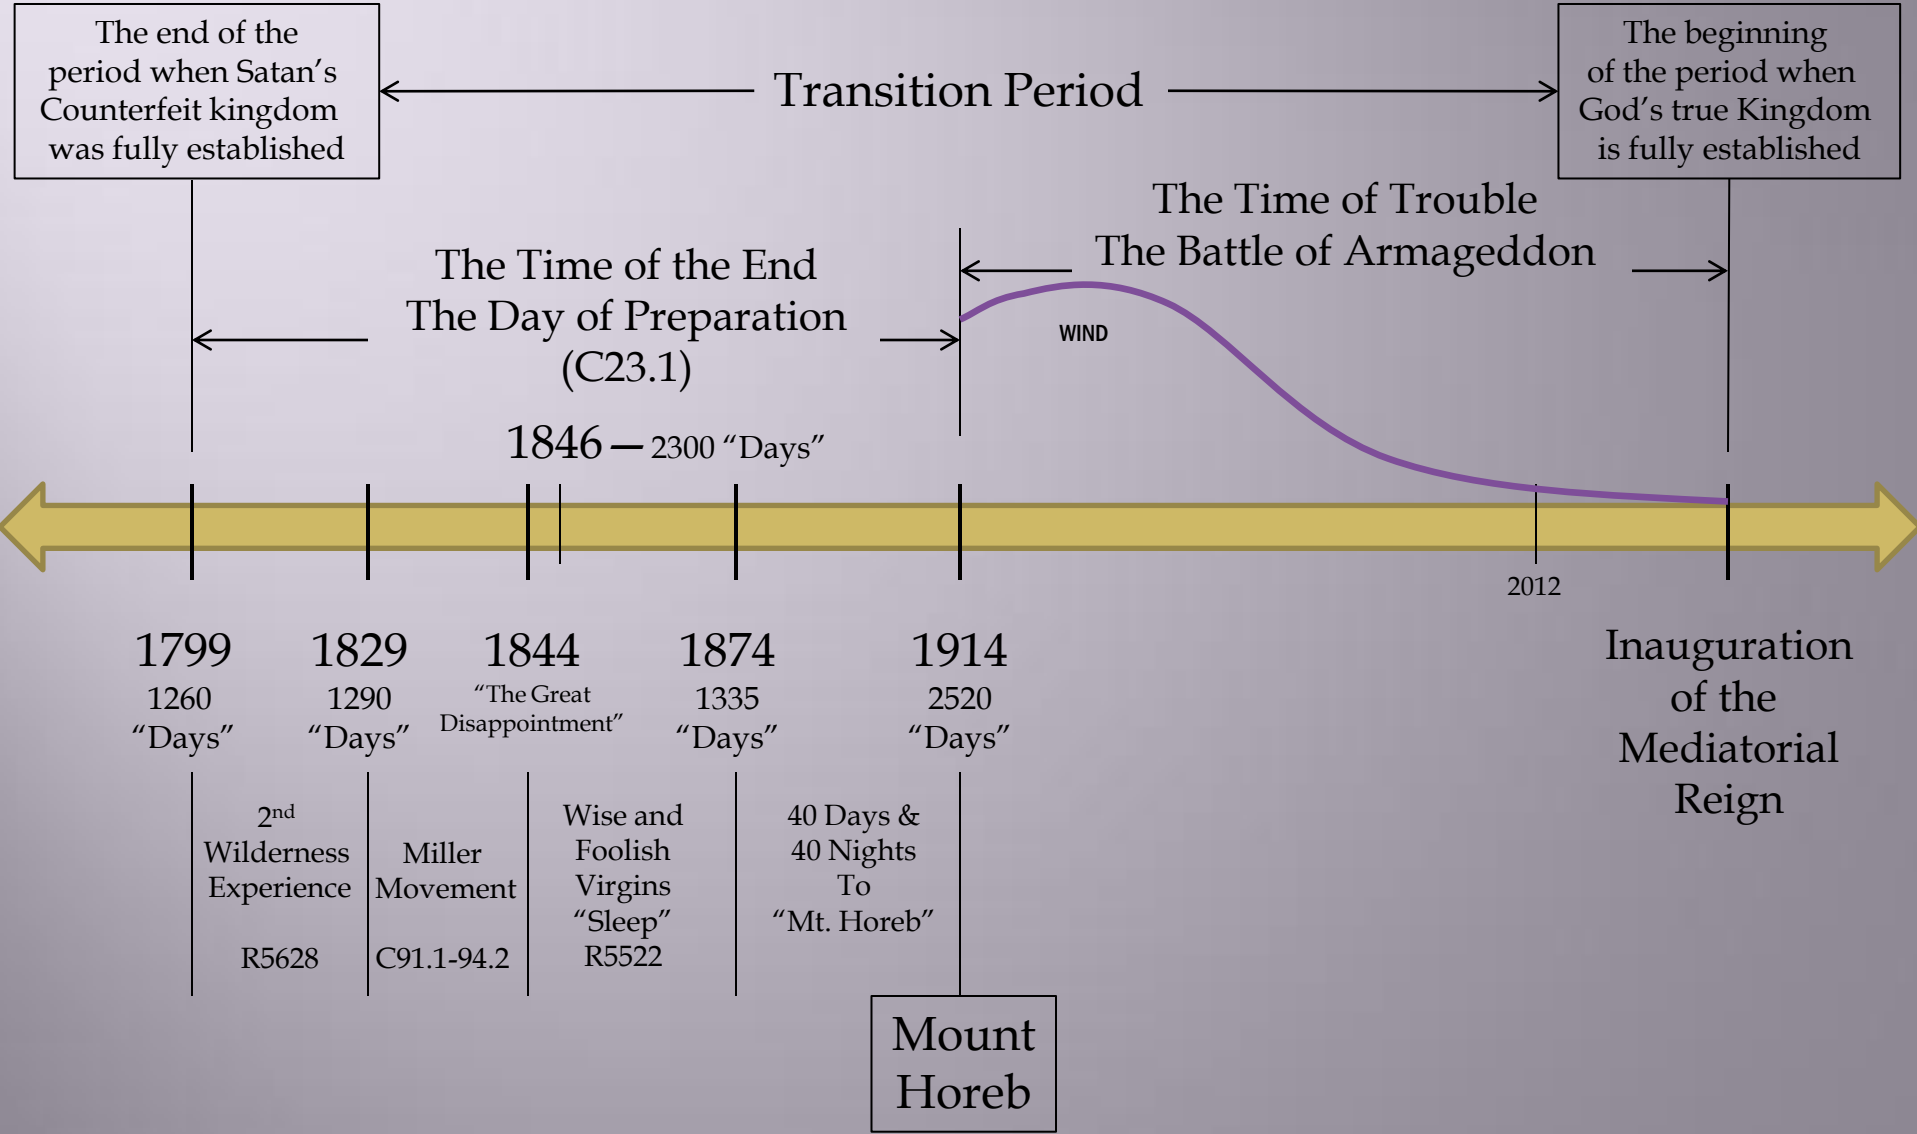 The end of the
period when Satan’s
Counterfeit kingdom
was fully established
Transition Period
The beginning
of the period when
God’s true Kingdom
is fully established
The Time of Trouble
The Battle of Armageddon
The Time of the End
The Day of Preparation
(C23.1)
WIND
1846 — 2300 “Days”
2012
1799
1260
“Days”
1829
1290
“Days”
1844
“The Great
Disappointment”
1874
1335
“Days”
1914
2520
“Days”
Inauguration
of the
Mediatorial
Reign
2nd
Wilderness
Experience
R5628
Miller
Movement
C91.1-94.2
Wise and
Foolish
Virgins
“Sleep”
R5522
40 Days &
40 Nights
To
“Mt. Horeb”
Mount
Horeb